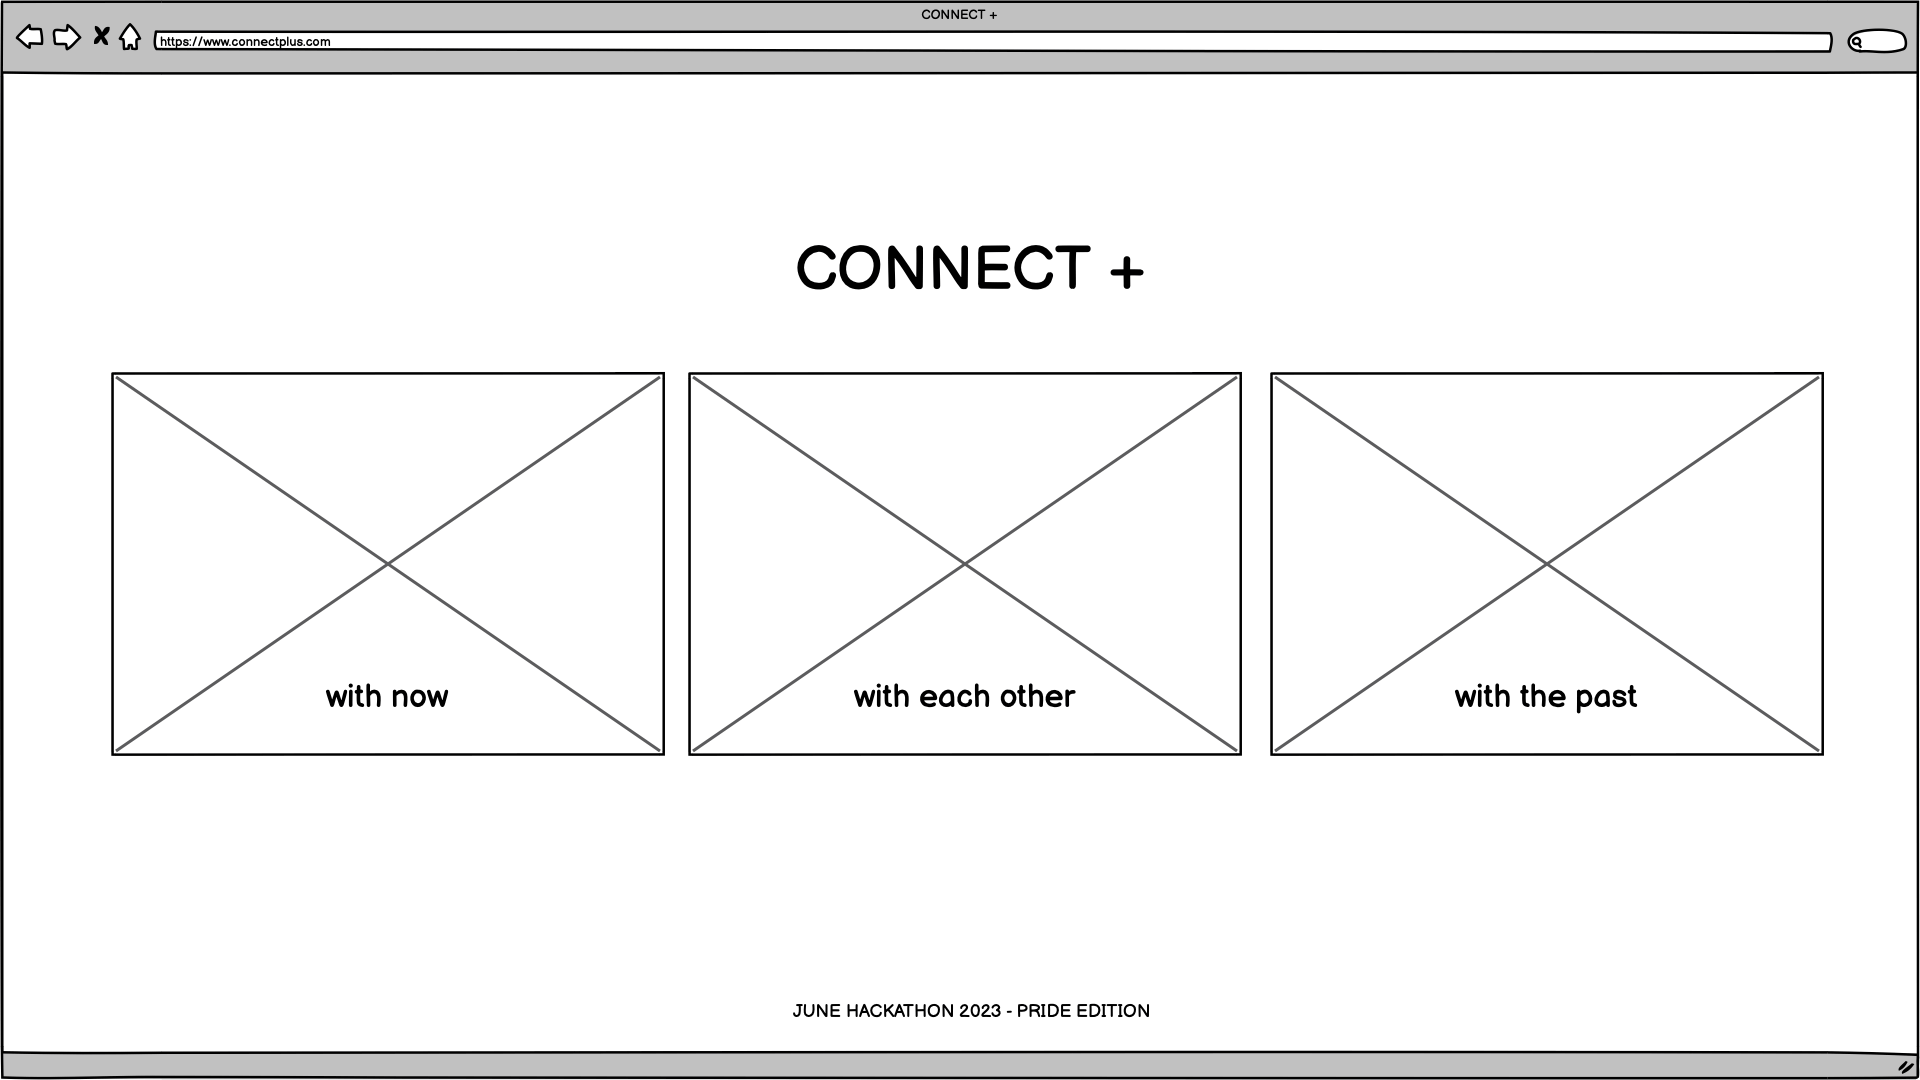 CONNECT +
https://www.connectplus.com
CONNECT +
with now
with each other
with the past
JUNE HACKATHON 2023 - PRIDE EDITION